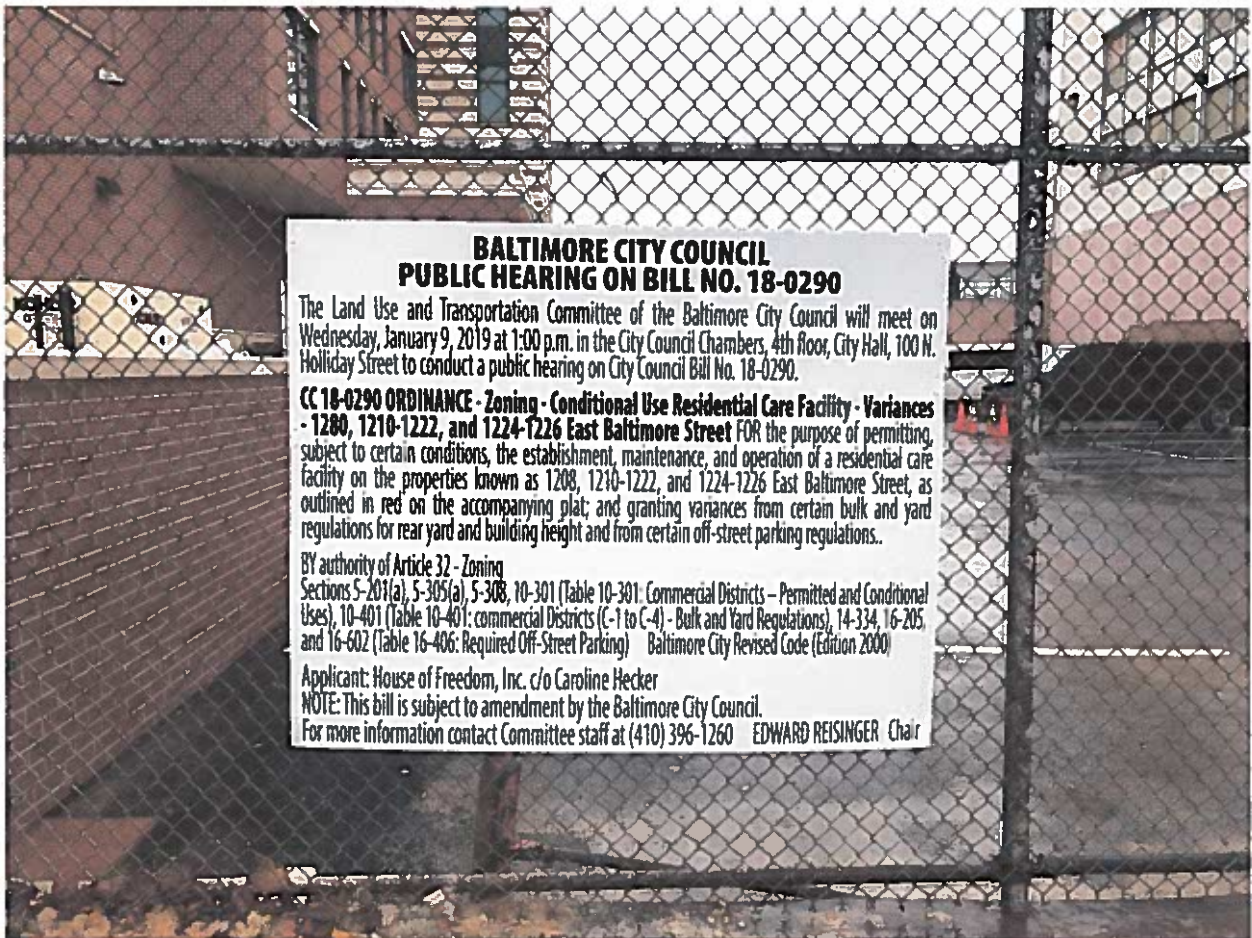 BALTIMORE CITY COUNCIL
PUBLIC HEARING ON BILL NO. 18-0290
The Land Use and Transportation Committee of the Baltimore City Council will meet on
Wednesday, January 9, 2019 at 1:00 p.m. in the City Council Chambers, 4th floor, City Hall, 100 N.
Holliday Street to conduct a public hearing on City Council Bill No. 18-0290.
CC 18-0290 ORDINANCE - Zoning - Conditional Use Residential Care Facility - Variances
- 1280, 1210-1222, and 1224-1226 East Baltimore Street FOR the purpose of permitting,
subject to certain conditions, the establishment, maintenance, and operation of a residential care
facility on the properties known as 1208, 1210-1222, and 1224-1226 East Baltimore Street, as
outlined in red on the accompanying plat; and granting variances from certain bulk and yard
regulations for rear yard and building height and from certain off-street parking regulations..
BY authority of Article 32 - Zoning
Sections 5-201(a), 5-305(a), 5-308, 10-301 (Table 10-301: Commercial Districts – Permitted and Conditional
Uses), 10-401 (Table 10-401: commercial Districts (C-1 to C-4) - Bulk and Yard Regulations), 14-334, 16-205,
and 16-602 (Table 16-406: Required Off-Street Parking) Baltimore City Revised Code (Edition 2000)
Applicant: House of Freedom, Inc. c/o Caroline Hecker
NOTE: This bill is subject to amendment by the Baltimore City Council.
For more information contact Committee staff at (410) 396-1260 EDWARD REISINGER Chair